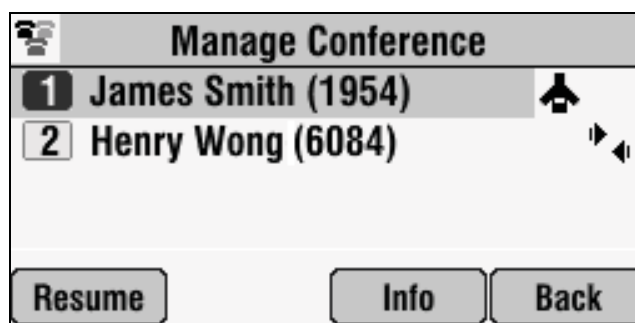 Manage Conference
1 James Smith (1954)
2 Henry Wong (6084)
Resume Info Back